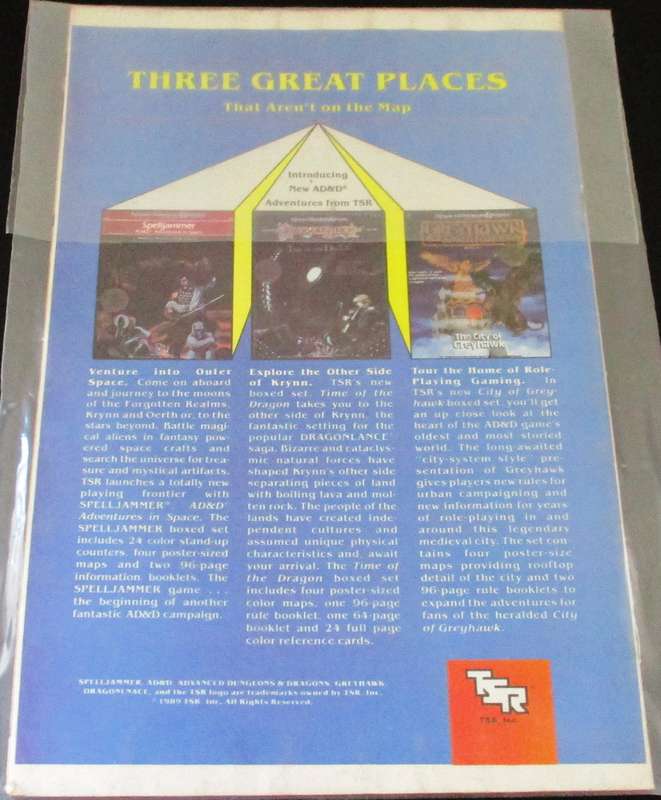 THREE GREAT PLACES
That Aren't on the Map
Introducing
New AD&D®
Adventures from TSR
Spelljammer
GREYHAWK
The City of
Greyhawk
Venture into Outer
Space. Come on aboard
and journey to the moons
of the Forgotten Realms,
Krynn and Oerth or, to the
stars beyond. Battle magi-
cal aliens in fantasy pow-
ered space crafts and
search the universe for trea-
sure and mystical artifacts.
TSR launches a totally new
playing frontier with
SPELLJAMMER® AD&D®
Adventures in Space. The
SPELLJAMMER boxed set
includes 24 color stand-up
counters, four poster-sized
maps and two 96-page
information booklets. The
SPELLJAMMER game . . .
the beginning of another
fantastic AD&D campaign.
Explore the Other Side
of Krynn. TSR's new
boxed set, Time of the
Dragon takes you to the
other side of Krynn, the
fantastic setting for the
popular DRAGONLANCE®
saga. Bizarre and cataclys-
mic natural forces have
shaped Krynn's other side
separating pieces of land
with boiling lava and mol-
ten rock. The people of the
lands have created inde-
pendent cultures and
assumed unique physical
characteristics and, await
your arrival. The Time of
the Dragon boxed set
includes four poster-sized
color maps, one 96-page
rule booklet, one 64-page
booklet and 24 full page
color reference cards.
Tour the Home of Role-
Playing Gaming. In
TSR's new City of Grey-
hawk boxed set, you'll get
an up close look at the
heart of the AD&D game's
oldest and most storied
world. The long-awaited
"city-system style" pre-
sentation of Greyhawk
gives players new rules for
urban campaigning and
new information for years
of role-playing in and
around this legendary
medieval city. The set con-
tains four poster-size
maps providing rooftop
detail of the city and two
96-page rule booklets to
expand the adventures for
fans of the heralded City
of Greyhawk.
SPELLJAMMER, AD&D, ADVANCED DUNGEONS & DRAGONS, GREYHAWK,
DRAGONLNACE, and the TSR logo are trademarks owned by TSR, Inc.
©1989 TSR, Inc. All Rights Reserved.
TSR
TSR, Inc.